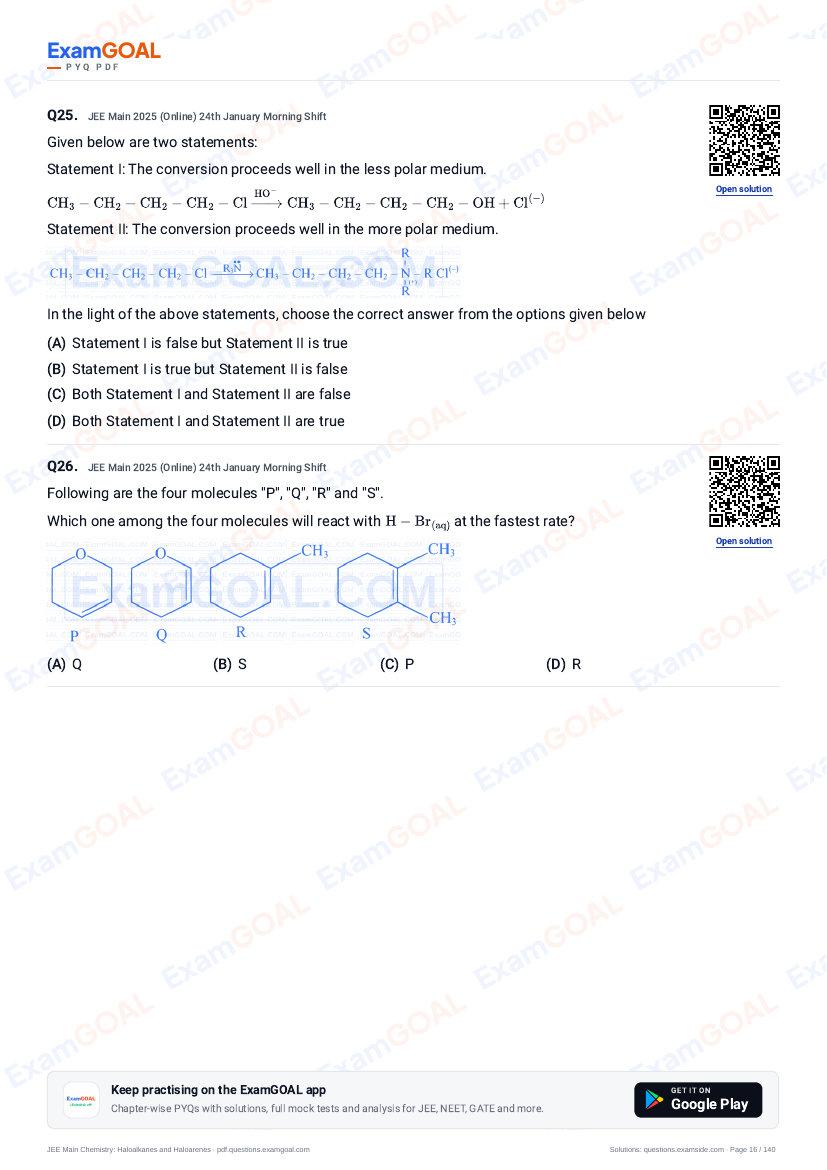 ExamGOAL
PYQ PDF
Q25. JEE Main 2025 (Online) 24th January Morning Shift
Given below are two statements:
Statement I: The conversion proceeds well in the less polar medium.
CH₃ − CH₂ − CH₂ − CH₂ − Cl —HO⁻→ CH₃ − CH₂ − CH₂ − CH₂ − OH + Cl⁽⁻⁾
Open solution
Statement II: The conversion proceeds well in the more polar medium.
R
CH₃ − CH₂ − CH₂ − CH₂ − Cl —R₃N̈→ CH₃ − CH₂ − CH₂ − CH₂ − N − R Cl⁽⁻⁾
(+)
R
In the light of the above statements, choose the correct answer from the options given below
(A) Statement I is false but Statement II is true
(B) Statement I is true but Statement II is false
(C) Both Statement I and Statement II are false
(D) Both Statement I and Statement II are true
Q26. JEE Main 2025 (Online) 24th January Morning Shift
Following are the four molecules "P", "Q", "R" and "S".
Which one among the four molecules will react with H − Br₍ₐq₎ at the fastest rate?
Open solution
O O CH₃ CH₃
CH₃
P Q R S
ExamGOAL.COM
(A) Q (B) S (C) P (D) R
Keep practising on the ExamGOAL app
Chapter-wise PYQs with solutions, full mock tests and analysis for JEE, NEET, GATE and more.
GET IT ON
Google Play
JEE Main Chemistry: Haloalkanes and Haloarenes · pdf.questions.examgoal.com
Solutions: questions.examside.com · Page 16 / 140